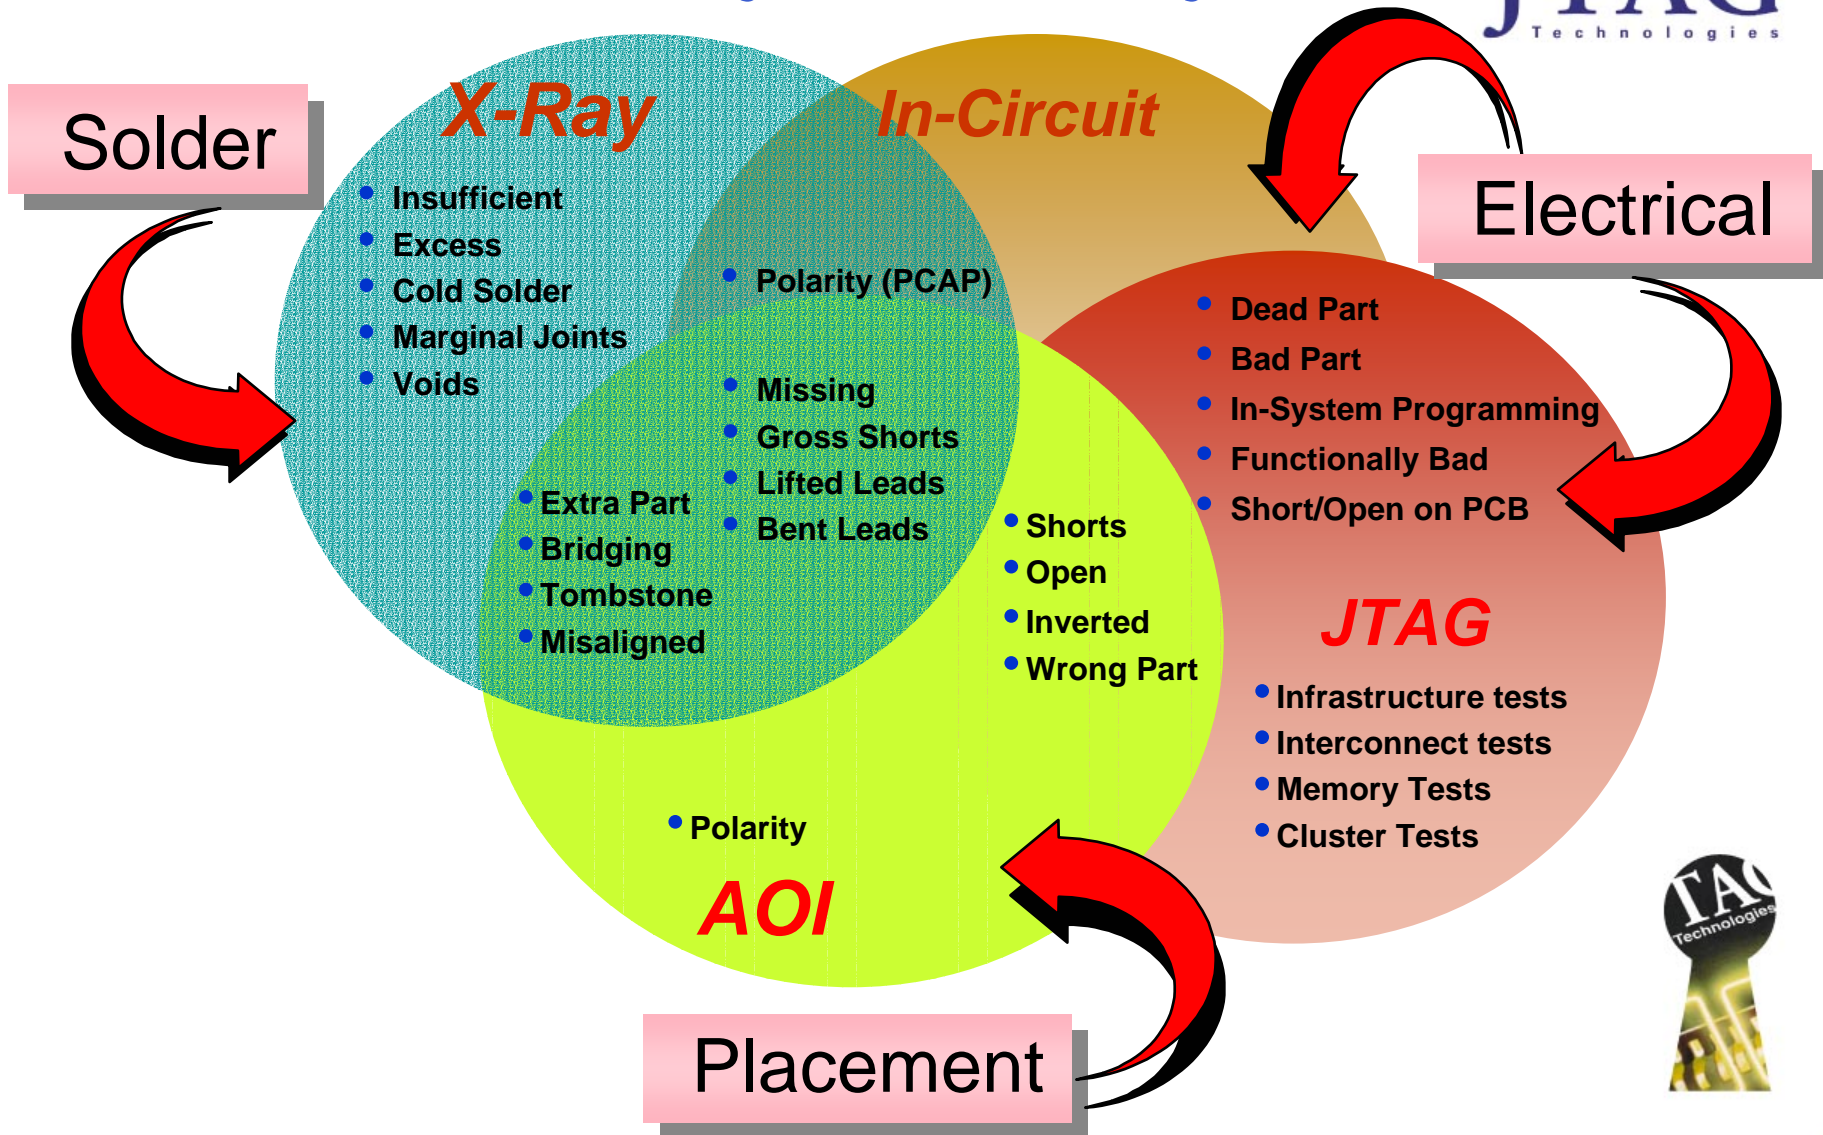 JTAG
Technologies
X-Ray
In-Circuit
Solder
Electrical
Insufficient
Excess
Cold Solder
Marginal Joints
Voids
Polarity (PCAP)
Missing
Gross Shorts
Lifted Leads
Bent Leads
Extra Part
Bridging
Tombstone
Misaligned
Shorts
Open
Inverted
Wrong Part
Dead Part
Bad Part
In-System Programming
Functionally Bad
Short/Open on PCB
JTAG
Infrastructure tests
Interconnect tests
Memory Tests
Cluster Tests
Polarity
AOI
Placement
TAG
Technologies